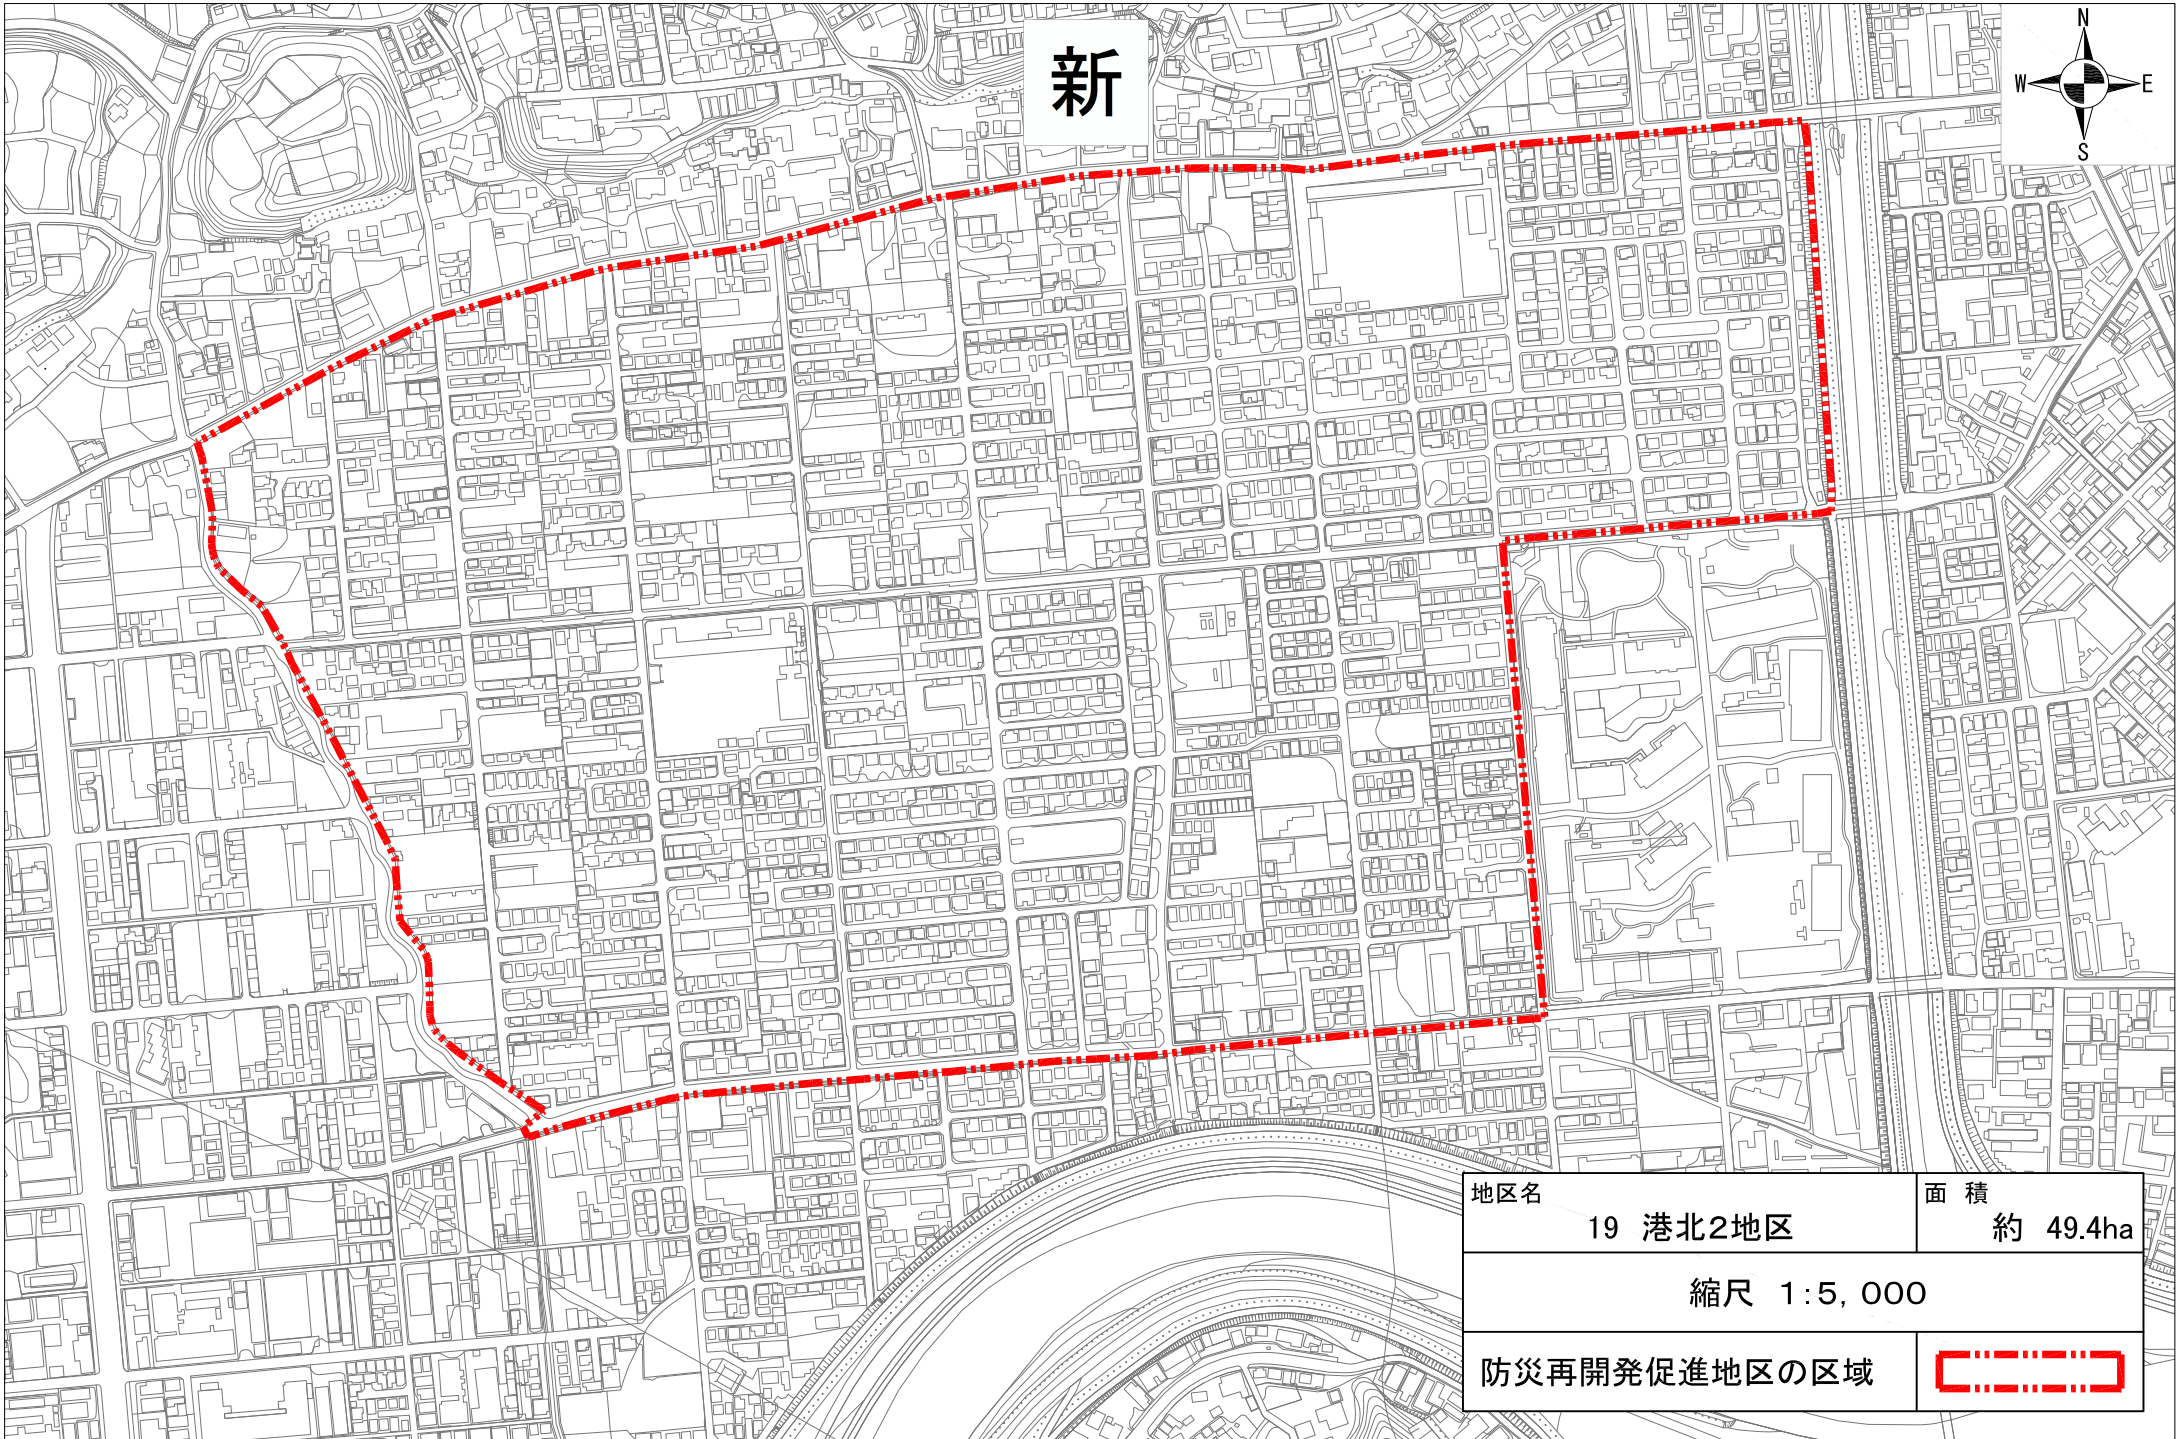 新
N
W E
S
地区名
19 港北2地区
面 積
約 49.4ha
縮尺 1:5,000
防災再開発促進地区の区域